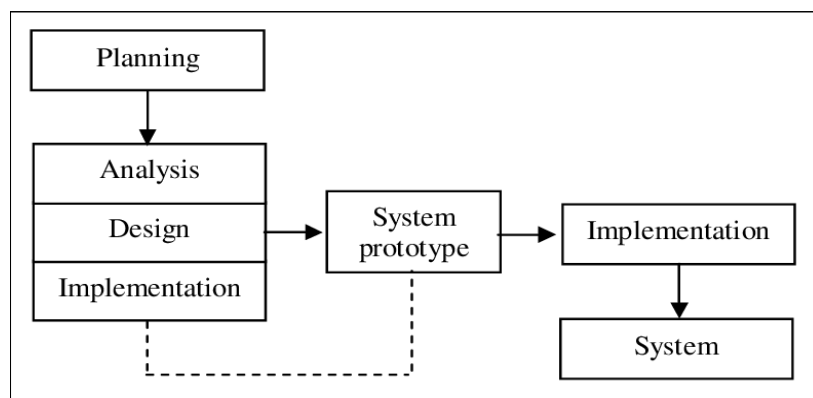 Planning
Analysis
Design
Implementation
System
prototype
Implementation
System